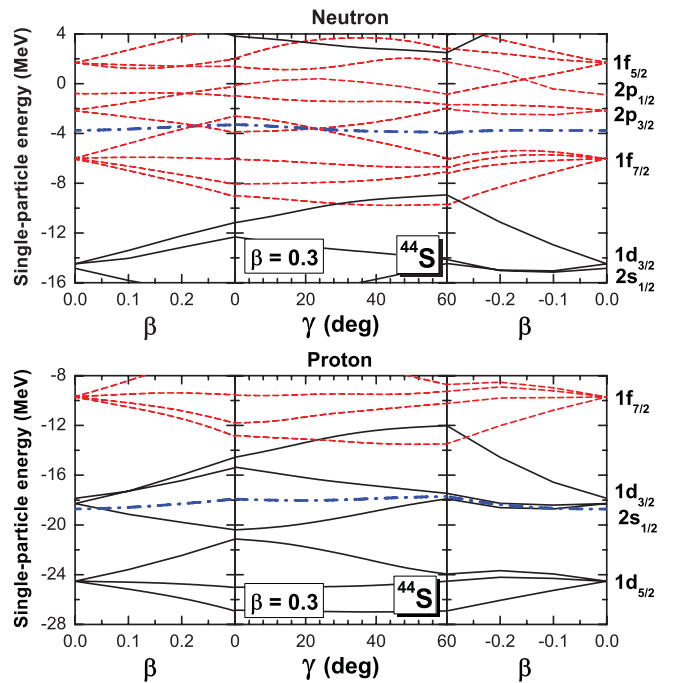 Neutron
Single-particle energy (MeV)
4
0
-4
-8
-12
-16
1f5/2
2p1/2
2p3/2
1f7/2
1d3/2
2s1/2
β = 0.3
44S
0.0 0.1 0.2 0 20 40 60 -0.2 -0.1 0.0
β γ (deg) β
Proton
Single-particle energy (MeV)
-8
-12
-16
-20
-24
-28
1f7/2
1d3/2
2s1/2
1d5/2
β = 0.3
44S
0.0 0.1 0.2 0 20 40 60 -0.2 -0.1 0.0
β γ (deg) β